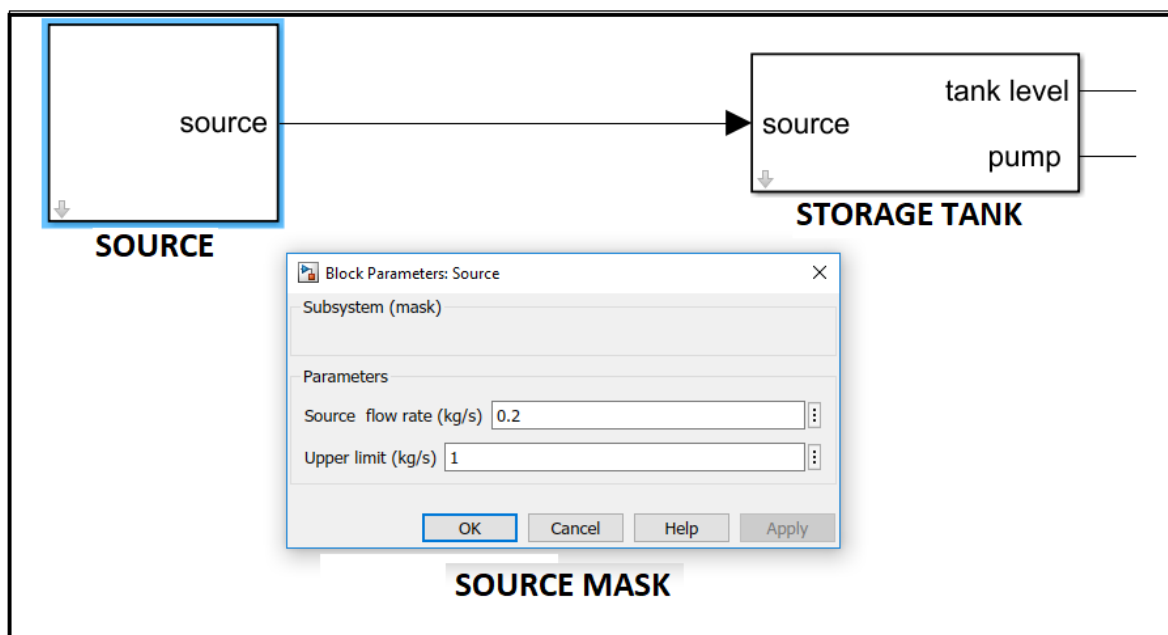 source
source
tank level
pump
SOURCE
STORAGE TANK
Block Parameters: Source
Subsystem (mask)
Parameters
Source flow rate (kg/s) 0.2
Upper limit (kg/s) 1
OK Cancel Help Apply
SOURCE MASK